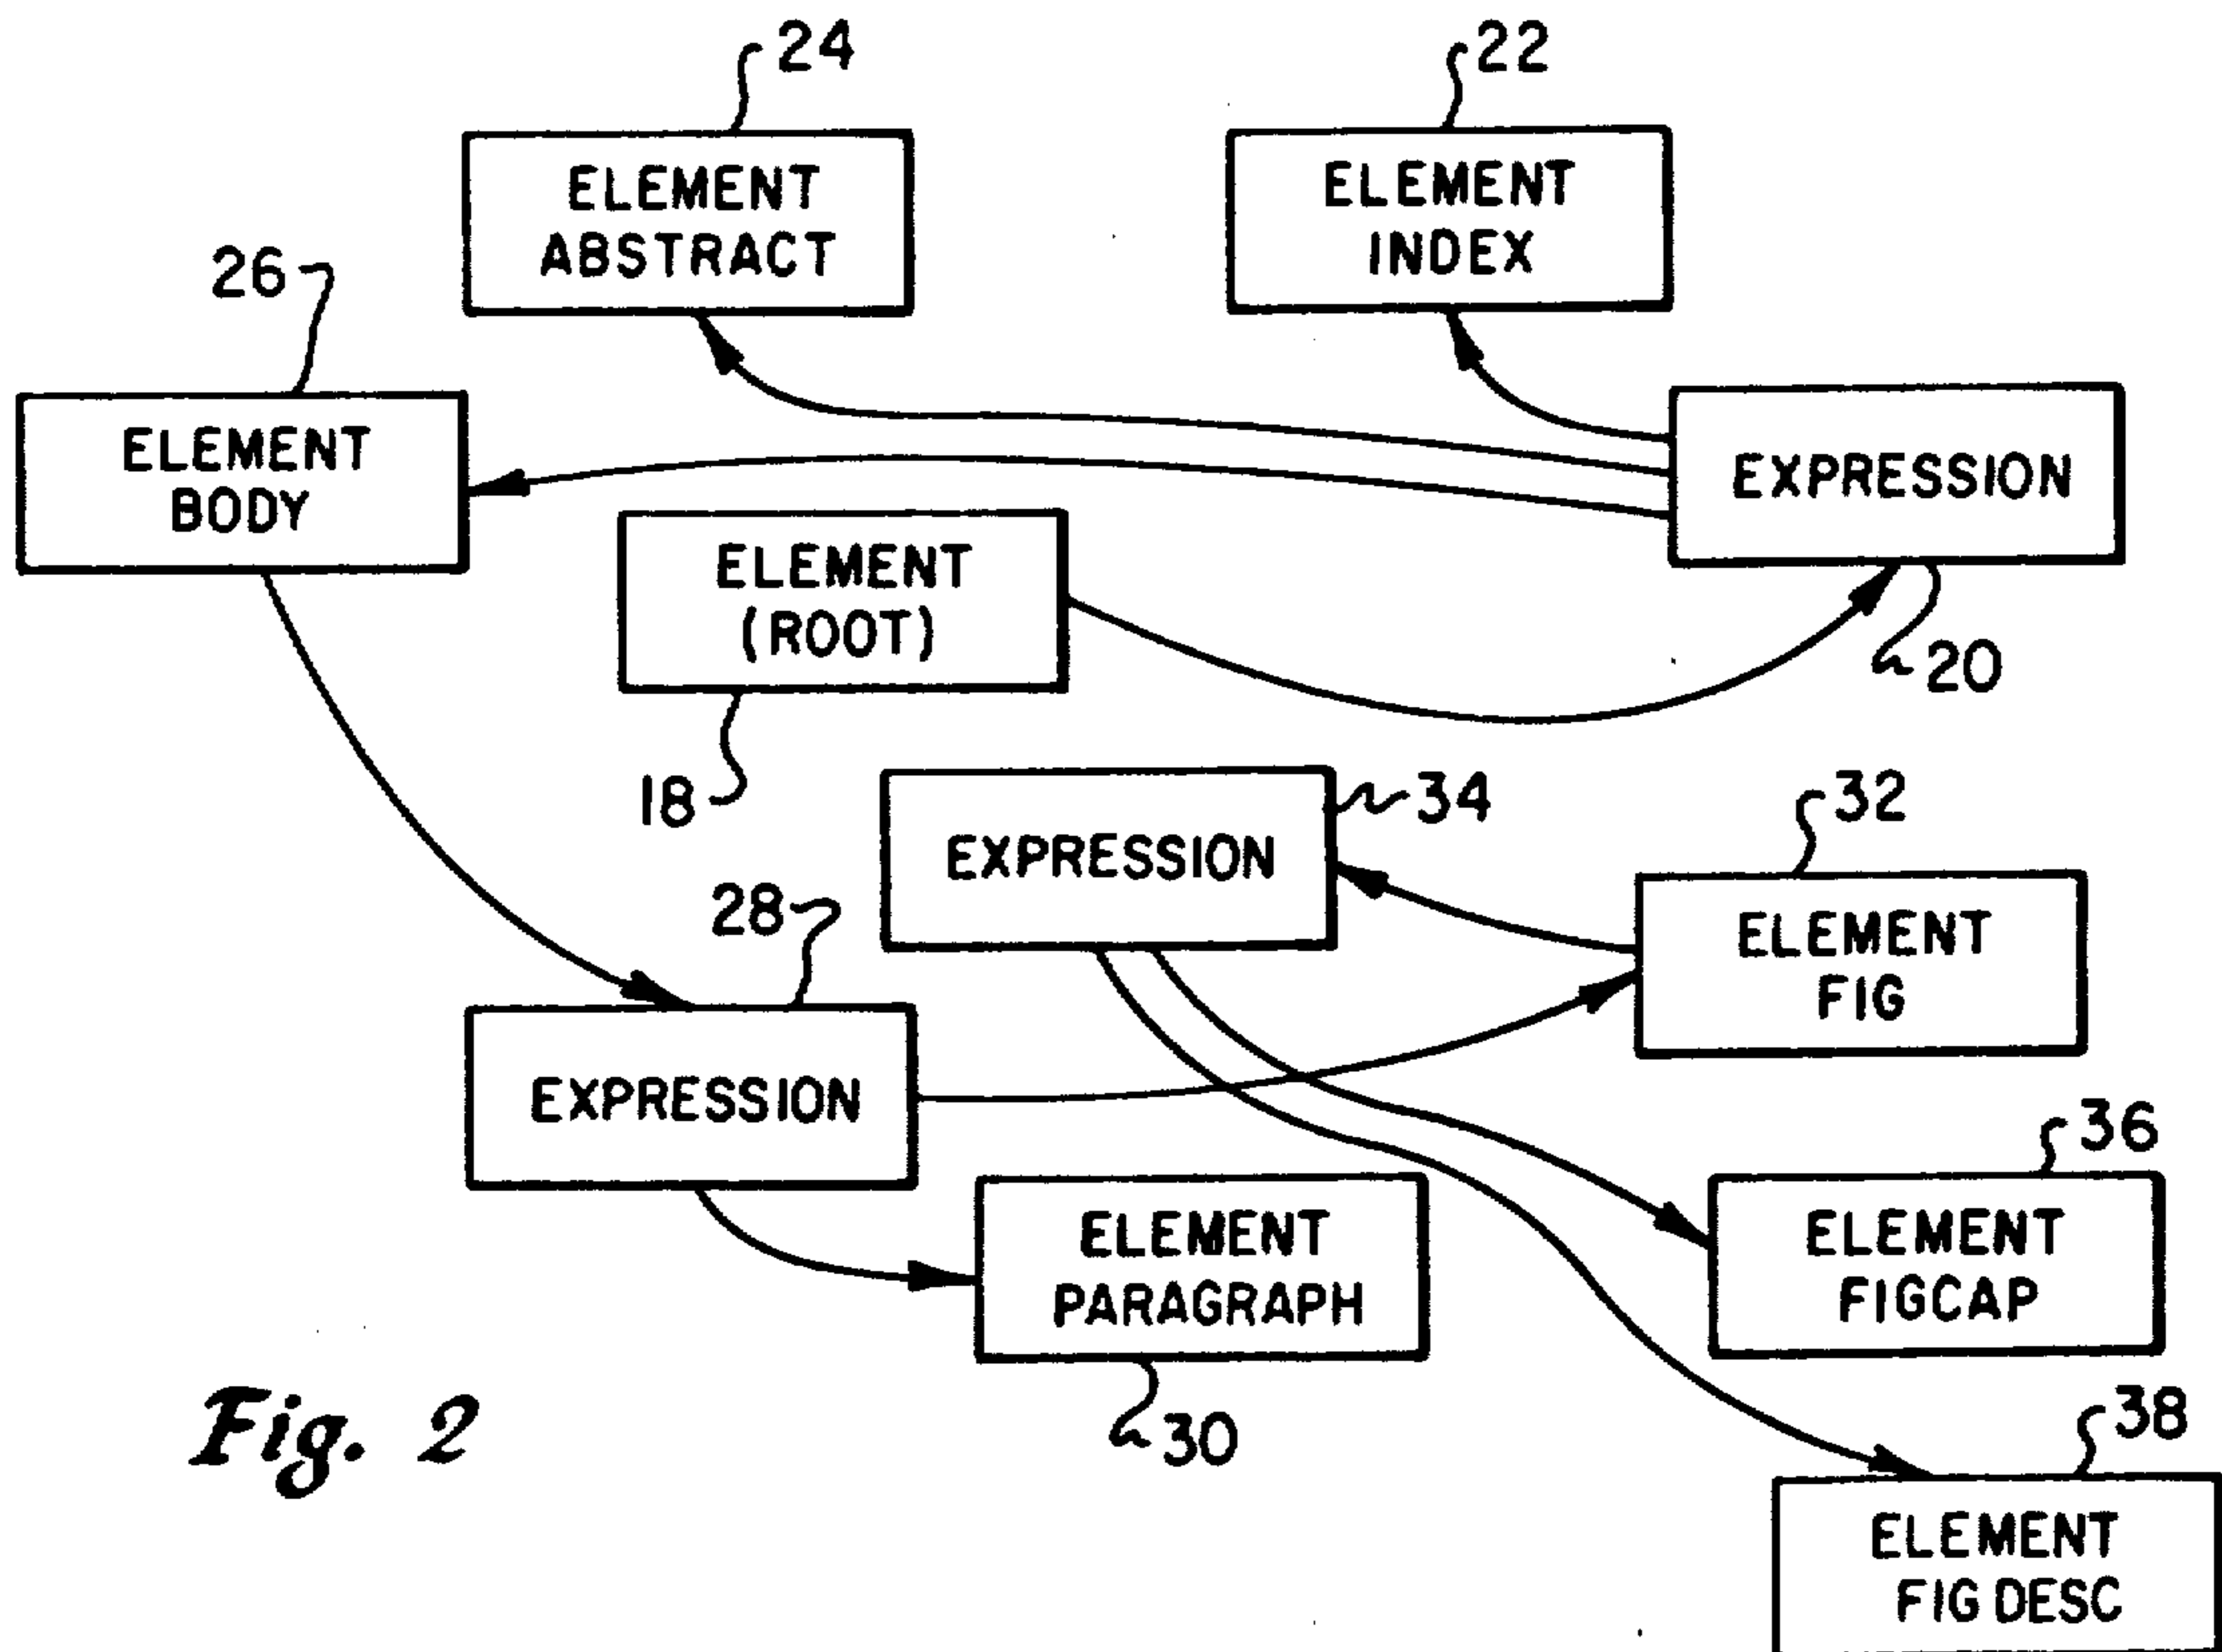 24
22
ELEMENT
ABSTRACT
ELEMENT
INDEX
26
ELEMENT
BODY
EXPRESSION
ELEMENT
(ROOT)
20
18
34
32
EXPRESSION
28
ELEMENT
FIG
EXPRESSION
36
ELEMENT
PARAGRAPH
ELEMENT
FIGCAP
30
38
Fig. 2
ELEMENT
FIG DESC